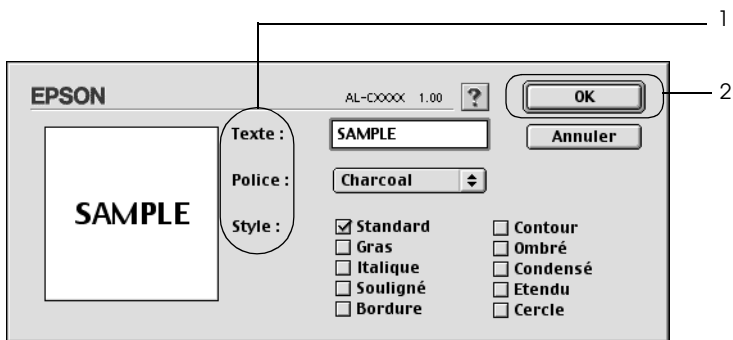 1
EPSON AL-CXXXX 1.00 ? OK 2
Texte : SAMPLE Annuler
Police : Charcoal
SAMPLE
Style : Standard Contour
Gras Ombré
Italique Condensé
Souligné Etendu
Bordure Cercle